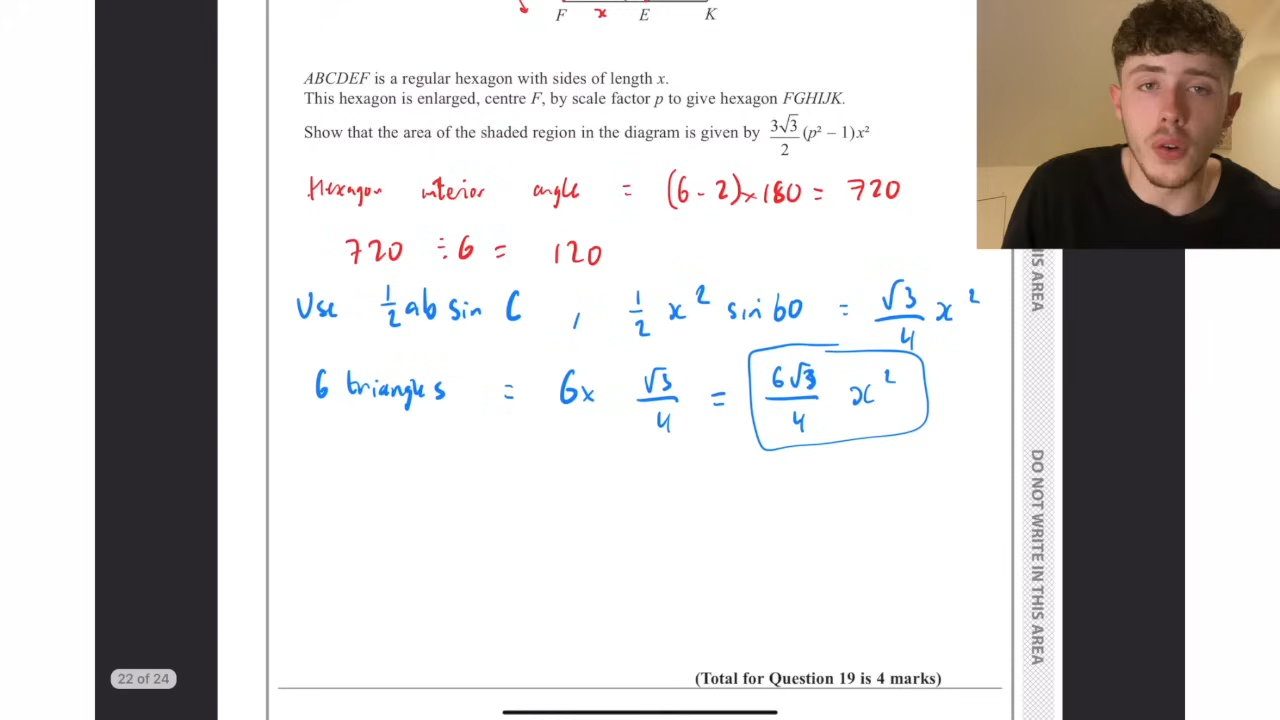 F x E K
ABCDEF is a regular hexagon with sides of length x.
This hexagon is enlarged, centre F, by scale factor p to give hexagon FGHIJK.
Show that the area of the shaded region in the diagram is given by 3√3/2 (p² – 1)x²
Hexagon interior angle = (6 - 2) × 180 = 720
720 ÷ 6 = 120
Use 1/2 ab sin C , 1/2 x² sin 60 = √3/4 x²
6 triangles = 6x √3/4 = 6√3/4 x²
(Total for Question 19 is 4 marks)
22 of 24
IS AREA
DO NOT WRITE IN THIS AREA